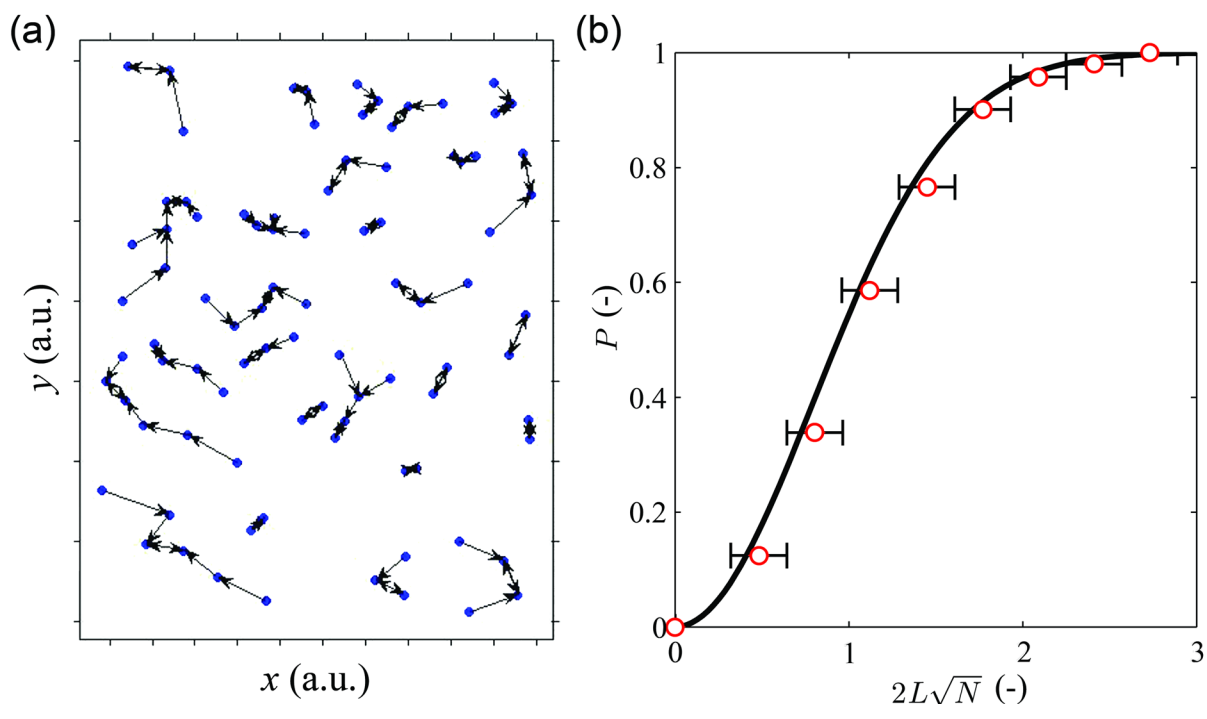 (a)
y (a.u.)
x (a.u.)
(b)
P (-)
1
0.8
0.6
0.4
0.2
0
0 1 2 3
2L√N (-)